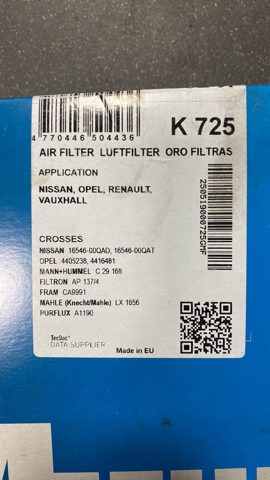 4 770446 504436
K 725
AIR FILTER LUFTFILTER ORO FILTRAS
APPLICATION
NISSAN, OPEL, RENAULT,
VAUXHALL
250519000725GMF
CROSSES
NISSAN 16546-00QAD, 16546-00QAT
OPEL 4405238, 4416481
MANN+HUMMEL C 29 168
FILTRON AP 137/4
FRAM CA9991
MAHLE (Knecht/Mahle) LX 1656
PURFLUX A1190
TecDoc
DATA SUPPLIER
Made in EU